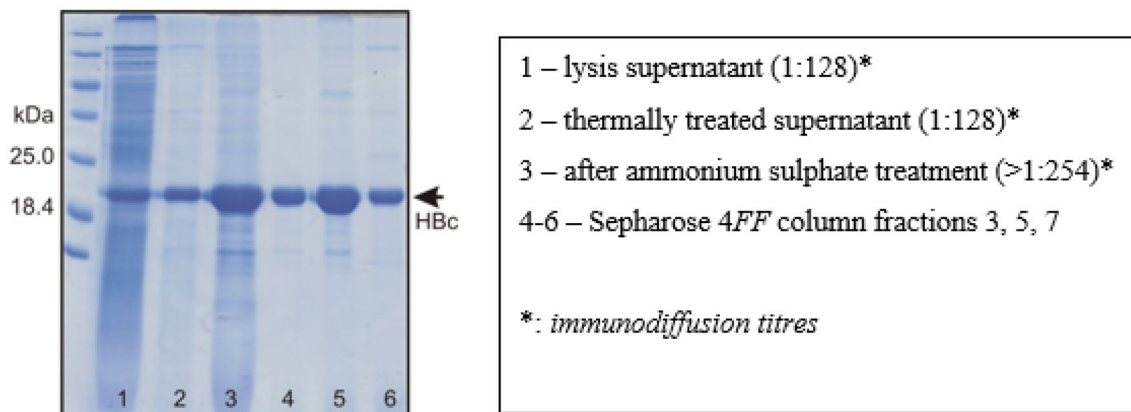 kDa
25.0
18.4
HBc
1 2 3 4 5 6
1 – lysis supernatant (1:128)*
2 – thermally treated supernatant (1:128)*
3 – after ammonium sulphate treatment (>1:254)*
4-6 – Sepharose 4FF column fractions 3, 5, 7
*: immunodiffusion titres